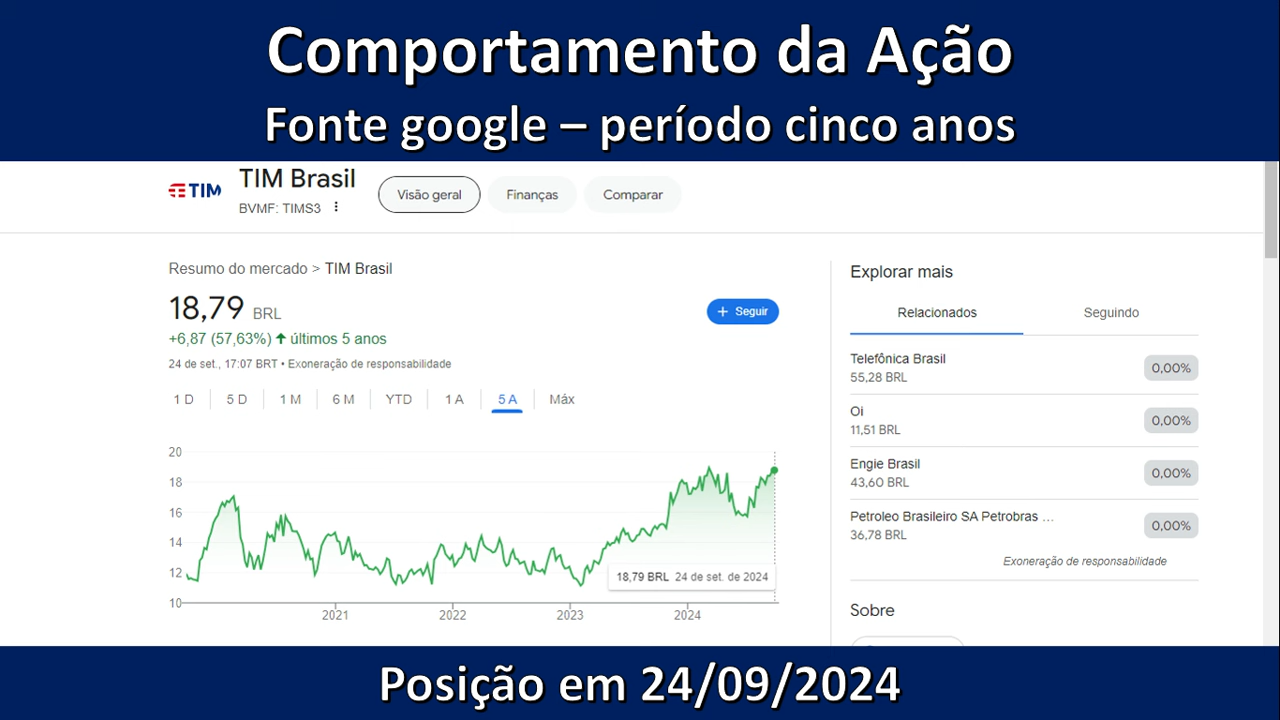 Comportamento da Ação
Fonte google – período cinco anos
TIM
TIM Brasil
BVMF: TIMS3
Visão geral
Finanças
Comparar
Resumo do mercado > TIM Brasil
18,79 BRL
+ Seguir
+6,87 (57,63%) ↑ últimos 5 anos
24 de set., 17:07 BRT • Exoneração de responsabilidade
1 D
5 D
1 M
6 M
YTD
1 A
5 A
Máx
20
18
16
14
12
10
18,79 BRL 24 de set. de 2024
2021
2022
2023
2024
Explorar mais
Relacionados
Seguindo
Telefônica Brasil
55,28 BRL
0,00%
Oi
11,51 BRL
0,00%
Engie Brasil
43,60 BRL
0,00%
Petroleo Brasileiro SA Petrobras ...
36,78 BRL
0,00%
Exoneração de responsabilidade
Sobre
Posição em 24/09/2024